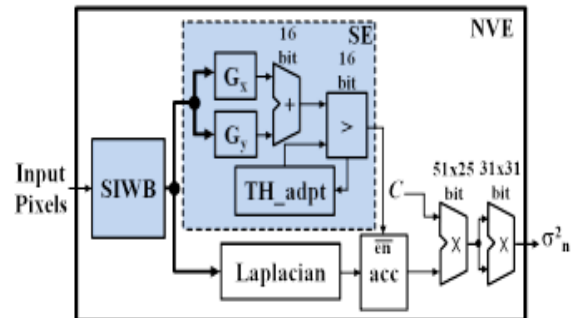 NVE
SE
16
bit
16
bit
Gx
+
Gy
>
TH_adpt
Input
Pixels
SIWB
51x25
bit
31x31
bit
C
X
X
σ²n
en
acc
Laplacian